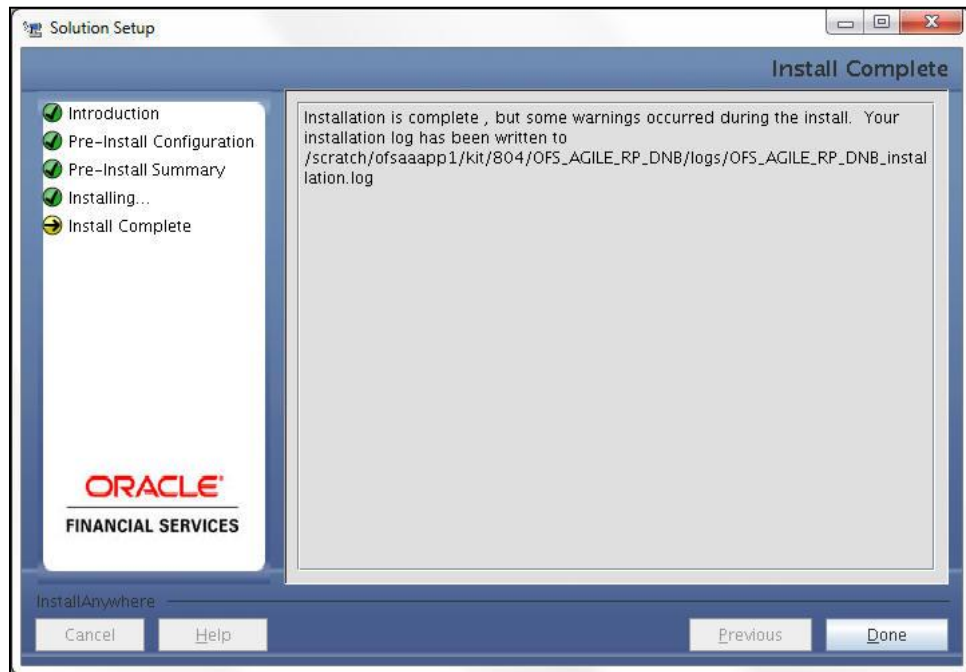 Solution Setup
Install Complete
Introduction
Pre-Install Configuration
Pre-Install Summary
Installing...
Install Complete
Installation is complete , but some warnings occurred during the install. Your
installation log has been written to
/scratch/ofsaaapp1/kit/804/OFS_AGILE_RP_DNB/logs/OFS_AGILE_RP_DNB_instal
lation.log
ORACLE
FINANCIAL SERVICES
InstallAnywhere
Cancel
Help
Previous
Done